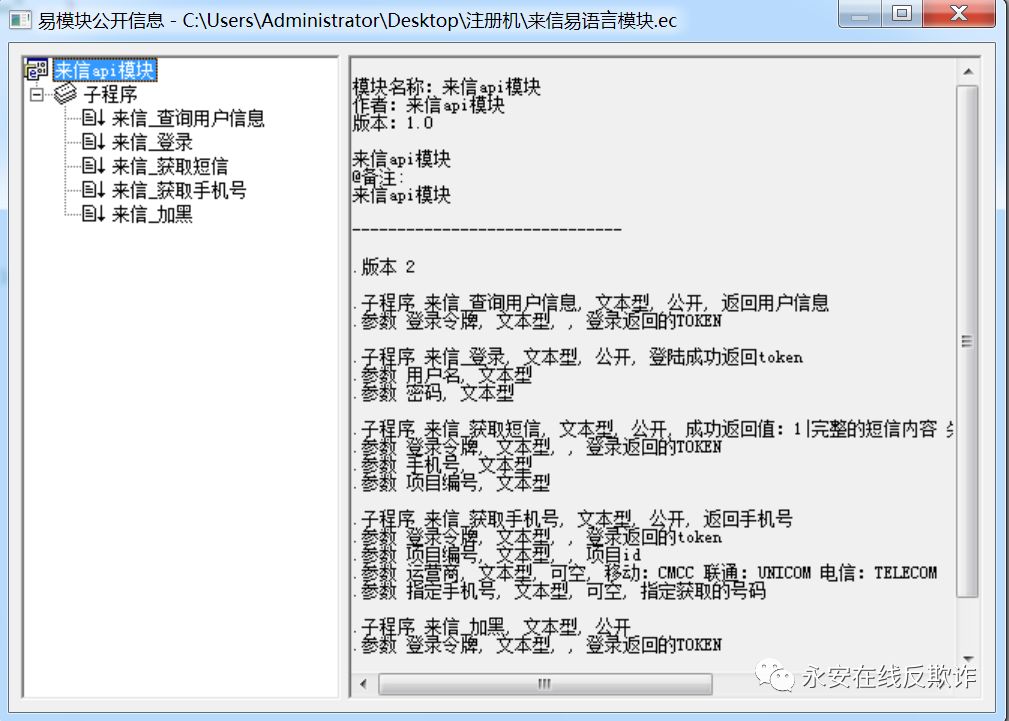 易模块公开信息 - C:\Users\Administrator\Desktop\注册机\来信易语言模块.ec
来信api模块
子程序
来信_查询用户信息
来信_登录
来信_获取短信
来信_获取手机号
来信_加黑
模块名称: 来信api模块
作者: 来信api模块
版本: 1.0
来信api模块
@备注:
来信api模块
------------------------------
.版本 2
.子程序 来信_查询用户信息, 文本型, 公开, 返回用户信息
.参数 登录令牌, 文本型, , 登录返回的TOKEN
.子程序 来信_登录, 文本型, 公开, 登陆成功返回token
.参数 用户名, 文本型
.参数 密码, 文本型
.子程序 来信_获取短信, 文本型, 公开, 成功返回值: 1|完整的短信内容
.参数 登录令牌, 文本型, , 登录返回的TOKEN
.参数 手机号, 文本型
.参数 项目编号, 文本型
.子程序 来信_获取手机号, 文本型, 公开, 返回手机号
.参数 登录令牌, 文本型, , 登录返回的token
.参数 项目编号, 文本型, , 项目id
.参数 运营商, 文本型, 可空, 移动: CMCC 联通: UNICOM 电信: TELECOM
.参数 指定手机号, 文本型, 可空, 指定获取的号码
.子程序 来信_加黑, 文本型, 公开
.参数 登录令牌, 文本型, , 登录返回的TOKEN
永安在线反欺诈